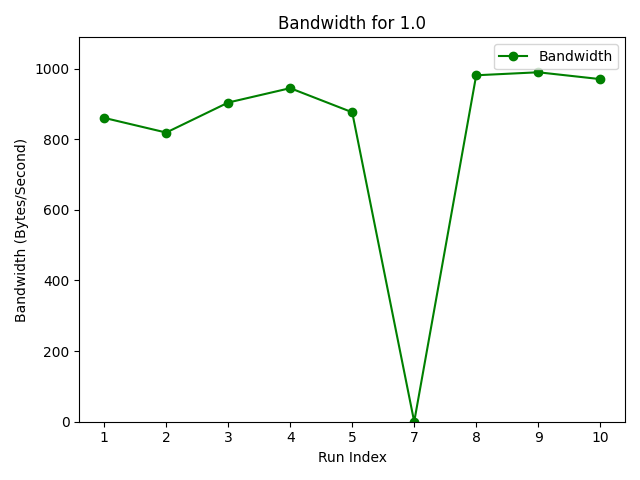 Bandwidth for 1.0
Bandwidth
Bandwidth (Bytes/Second)
1000
800
600
400
200
0
1 2 3 4 5 7 8 9 10
Run Index